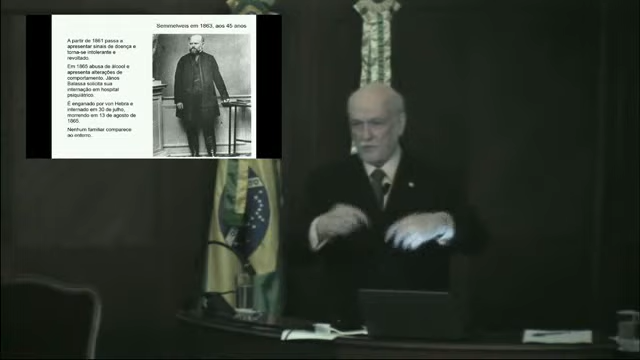 Semmelweis em 1863, aos 45 anos
A partir de 1861 passa a
apresentar sinais de doença e
torna-se intolerante e
revoltado.
Em 1865 abusa de álcool e
apresenta alterações de
comportamento. János
Balassa solicita sua
internação em hospital
psiquiátrico.
É enganado por von Hebra e
internado em 30 de julho,
morrendo em 13 de agosto de
1865.
Nenhum familiar comparece
ao enterro.